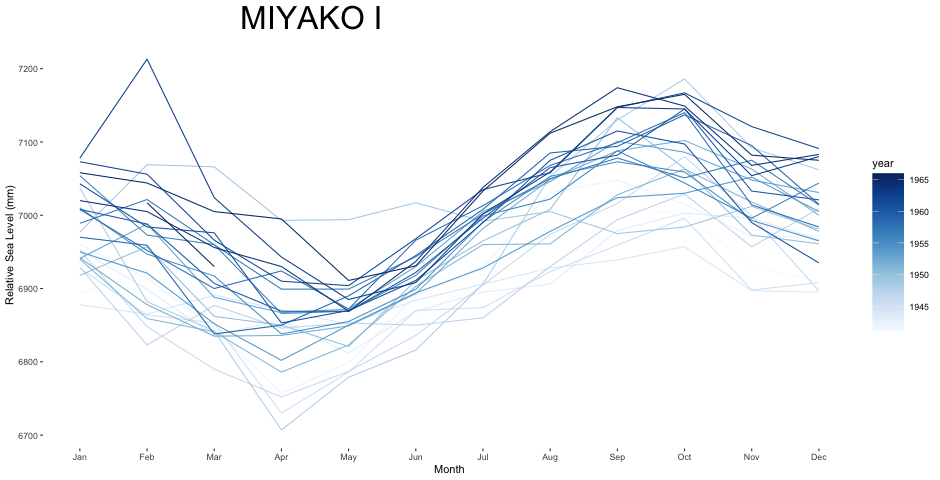 MIYAKO I
Relative Sea Level (mm)
7200
7100
7000
6900
6800
6700
Jan Feb Mar Apr May Jun Jul Aug Sep Oct Nov Dec
Month
year
1965
1960
1955
1950
1945